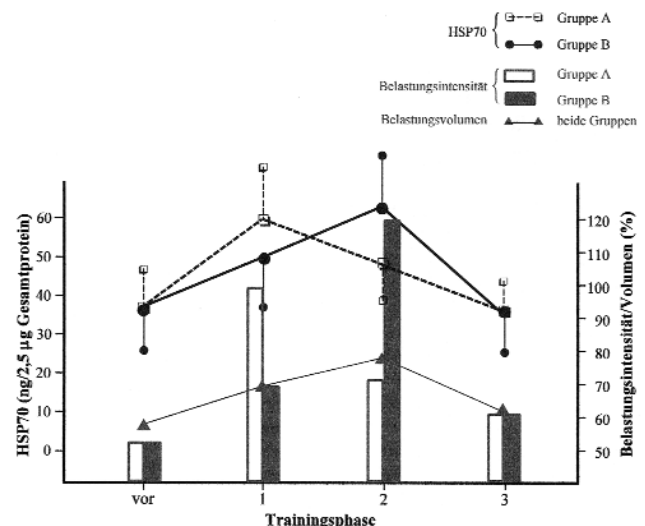 HSP70
Gruppe A
Gruppe B
Belastungsintensität
Gruppe A
Gruppe B
Belastungsvolumen
beide Gruppen
HSP70 (ng/2,5 µg Gesamtprotein)
60
50
40
30
20
10
0
120
110
100
90
80
70
60
50
Belastungsintensität/Volumen (%)
vor
1
2
3
Trainingsphase